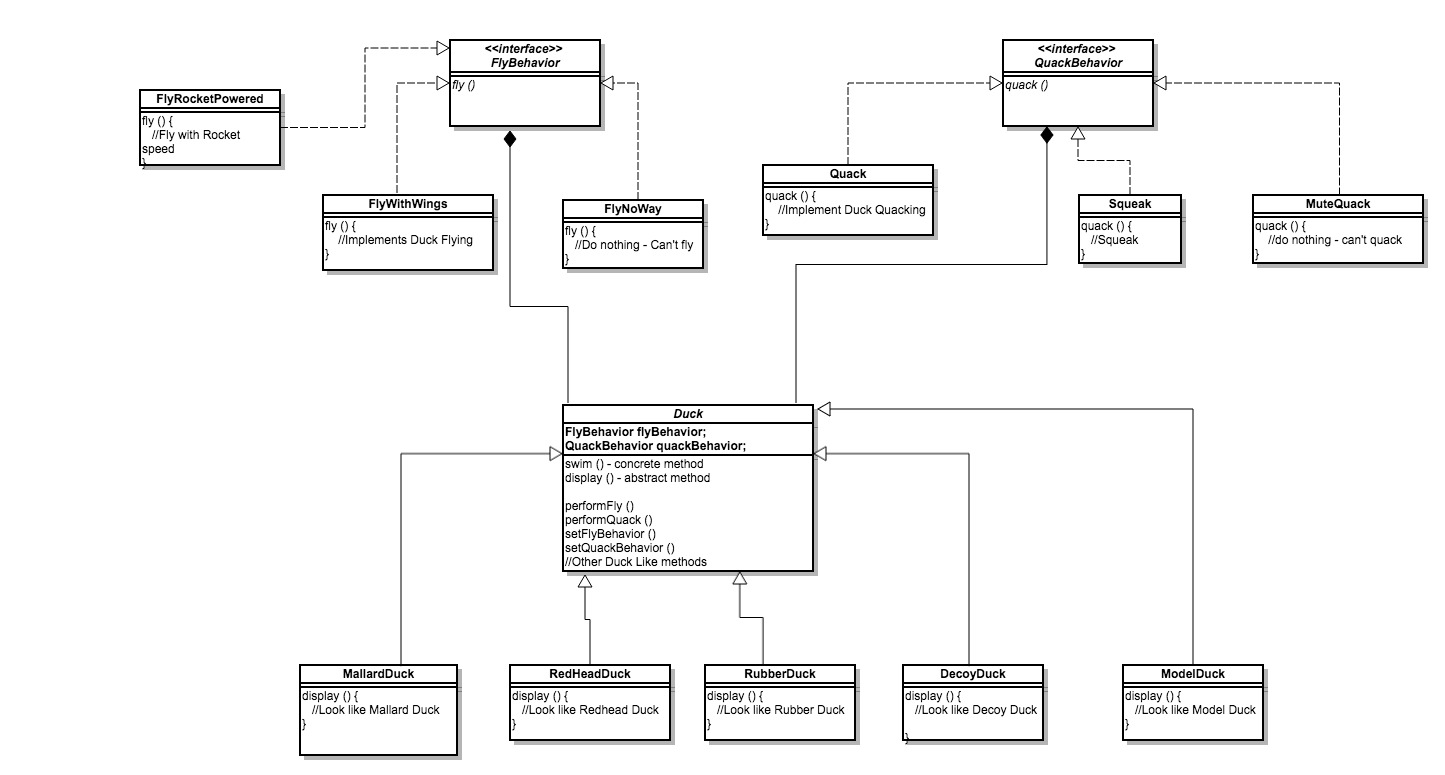 <<interface>>
FlyBehavior
fly ()
<<interface>>
QuackBehavior
quack ()
FlyRocketPowered
fly () {
//Fly with Rocket
speed
}
FlyWithWings
fly () {
//Implements Duck Flying
}
FlyNoWay
fly () {
//Do nothing - Can't fly
}
Quack
quack () {
//Implement Duck Quacking
}
Squeak
quack () {
//Squeak
}
MuteQuack
quack () {
//do nothing - can't quack
}
Duck
FlyBehavior flyBehavior;
QuackBehavior quackBehavior;
swim () - concrete method
display () - abstract method
performFly ()
performQuack ()
setFlyBehavior ()
setQuackBehavior ()
//Other Duck Like methods
MallardDuck
display () {
//Look like Mallard Duck
}
RedHeadDuck
display () {
//Look like Redhead Duck
}
RubberDuck
display () {
//Look like Rubber Duck
}
DecoyDuck
display () {
//Look like Decoy Duck
}
ModelDuck
display () {
//Look like Model Duck
}